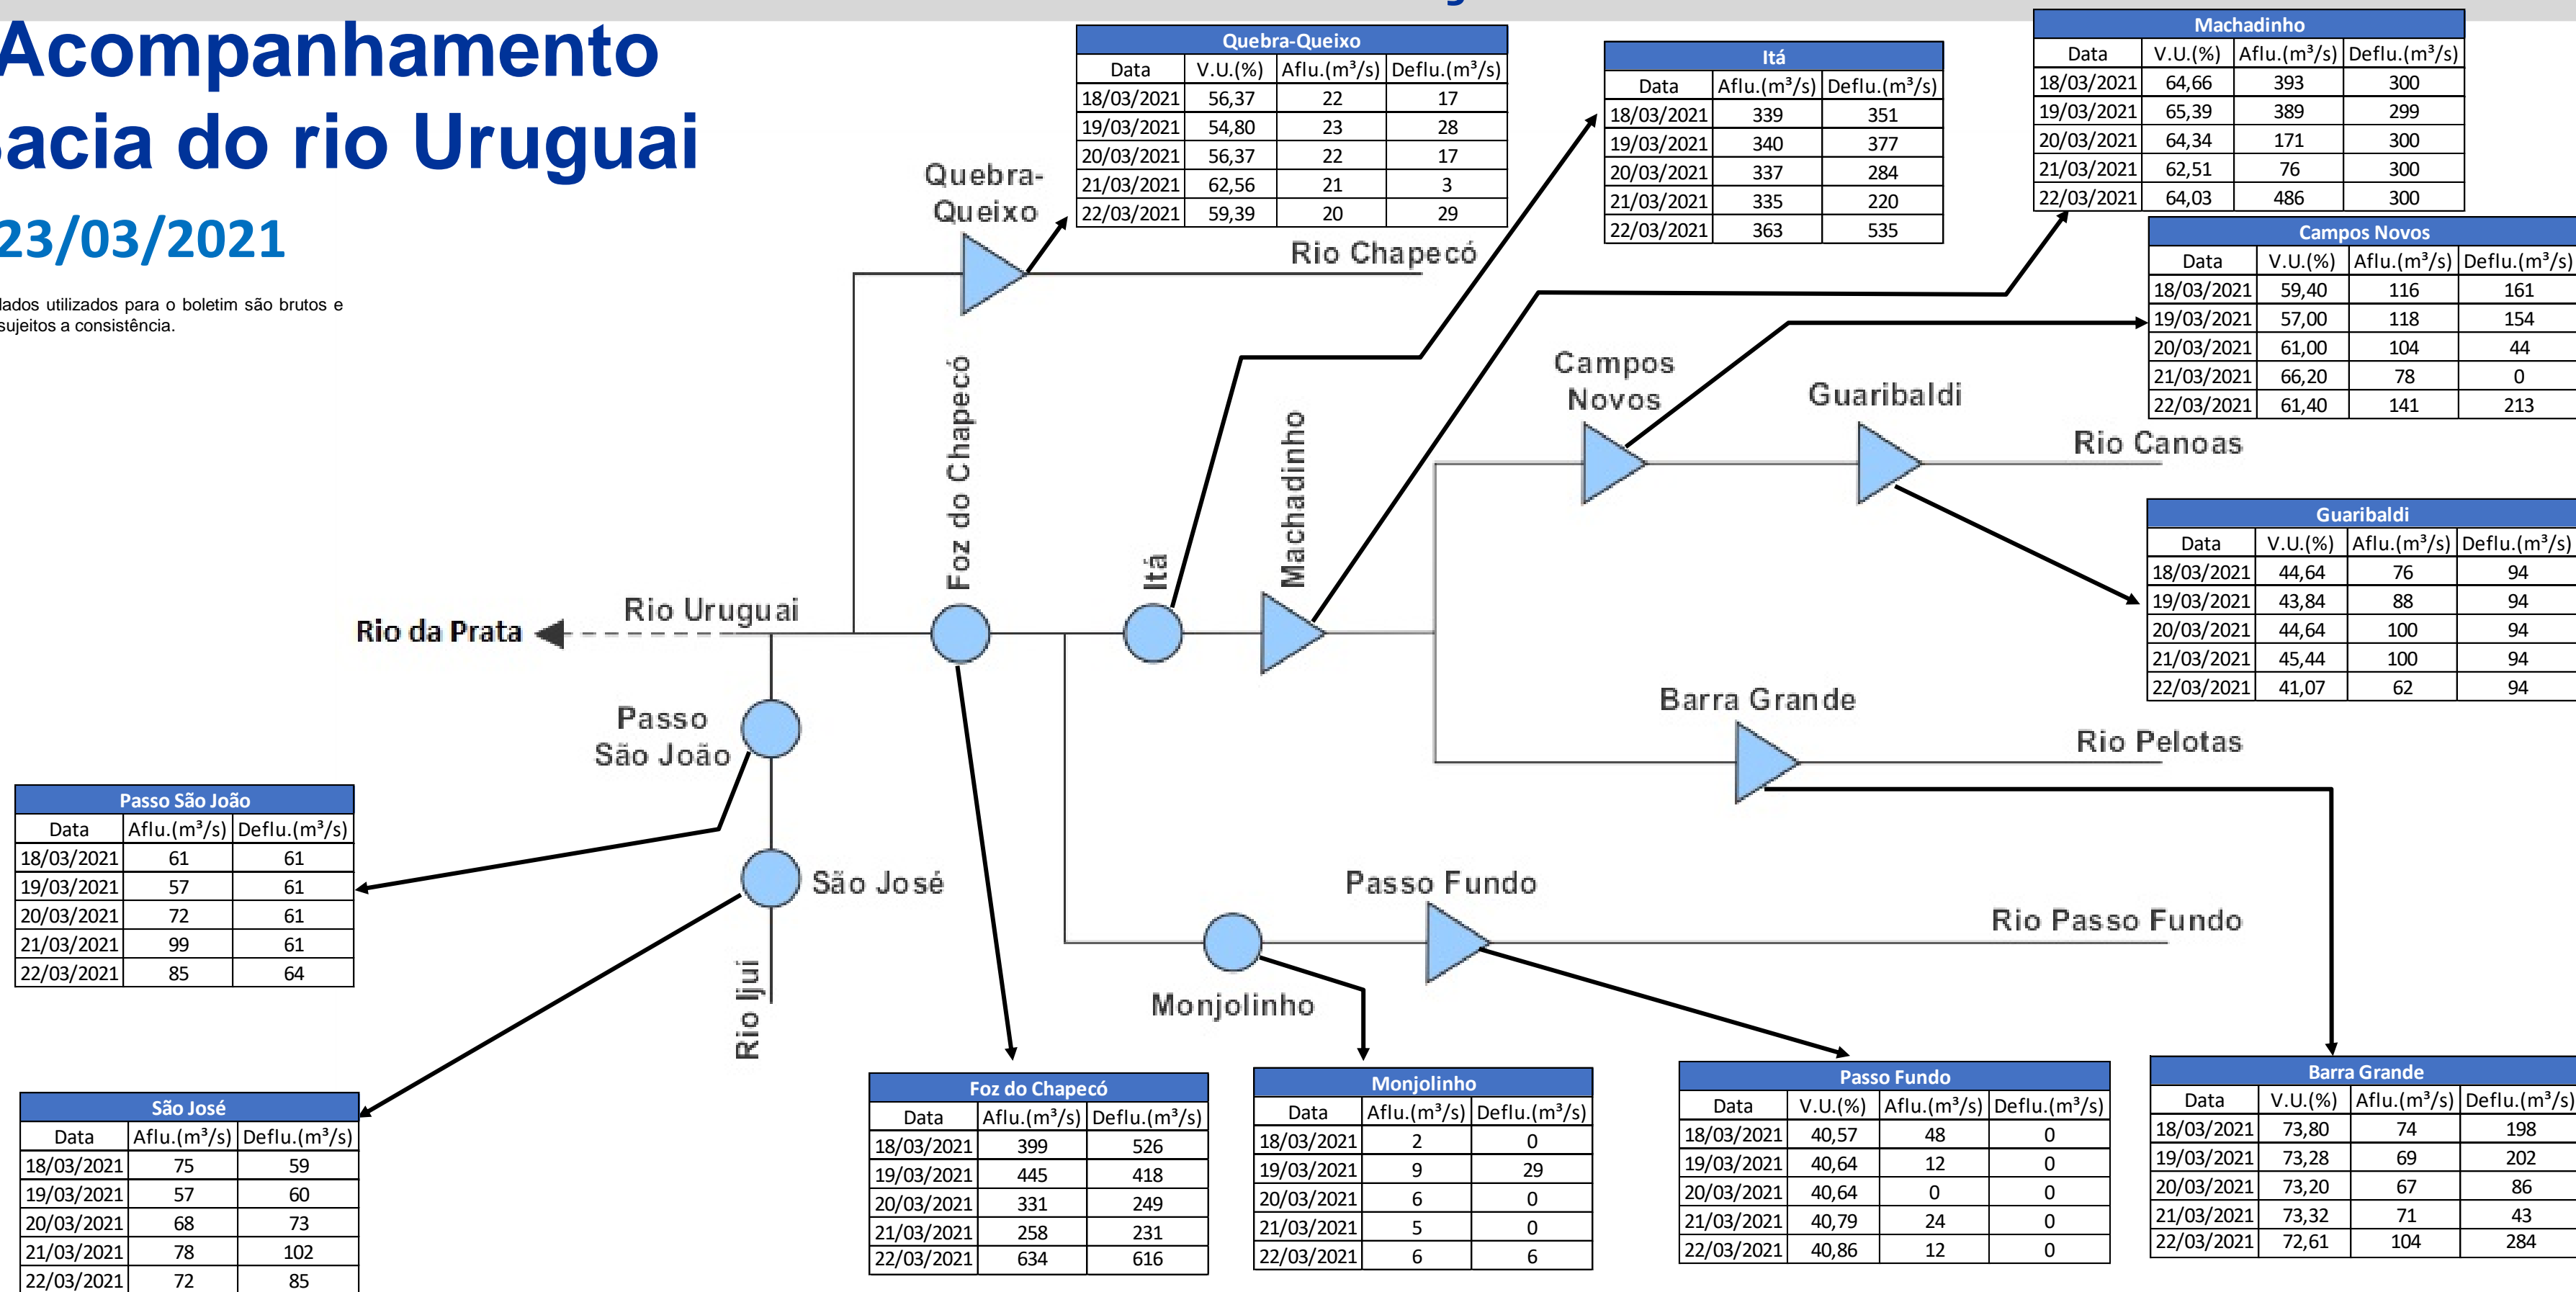 Acompanhamento
Bacia do rio Uruguai
23/03/2021
dados utilizados para o boletim são brutos e
sujeitos a consistência.
Quebra-Queixo
Data V.U.(%) Aflu.(m³/s) Deflu.(m³/s)
18/03/2021 56,37 22 17
19/03/2021 54,80 23 28
20/03/2021 56,37 22 17
21/03/2021 62,56 21 3
22/03/2021 59,39 20 29
Itá
Data Aflu.(m³/s) Deflu.(m³/s)
18/03/2021 339 351
19/03/2021 340 377
20/03/2021 337 284
21/03/2021 335 220
22/03/2021 363 535
Machadinho
Data V.U.(%) Aflu.(m³/s) Deflu.(m³/s)
18/03/2021 64,66 393 300
19/03/2021 65,39 389 299
20/03/2021 64,34 171 300
21/03/2021 62,51 76 300
22/03/2021 64,03 486 300
Campos Novos
Data V.U.(%) Aflu.(m³/s) Deflu.(m³/s)
18/03/2021 59,40 116 161
19/03/2021 57,00 118 154
20/03/2021 61,00 104 44
21/03/2021 66,20 78 0
22/03/2021 61,40 141 213
Guaribaldi
Data V.U.(%) Aflu.(m³/s) Deflu.(m³/s)
18/03/2021 44,64 76 94
19/03/2021 43,84 88 94
20/03/2021 44,64 100 94
21/03/2021 45,44 100 94
22/03/2021 41,07 62 94
Quebra-
Queixo
Rio Chapecó
Foz do Chapecó
Itá
Machadinho
Campos
Novos
Guaribaldi
Rio Canoas
Rio da Prata
Rio Uruguai
Passo
São João
São José
Rio Ijuí
Barra Grande
Rio Pelotas
Passo Fundo
Rio Passo Fundo
Monjolinho
Passo São João
Data Aflu.(m³/s) Deflu.(m³/s)
18/03/2021 61 61
19/03/2021 57 61
20/03/2021 72 61
21/03/2021 99 61
22/03/2021 85 64
São José
Data Aflu.(m³/s) Deflu.(m³/s)
18/03/2021 75 59
19/03/2021 57 60
20/03/2021 68 73
21/03/2021 78 102
22/03/2021 72 85
Foz do Chapecó
Data Aflu.(m³/s) Deflu.(m³/s)
18/03/2021 399 526
19/03/2021 445 418
20/03/2021 331 249
21/03/2021 258 231
22/03/2021 634 616
Monjolinho
Data Aflu.(m³/s) Deflu.(m³/s)
18/03/2021 2 0
19/03/2021 9 29
20/03/2021 6 0
21/03/2021 5 0
22/03/2021 6 6
Passo Fundo
Data V.U.(%) Aflu.(m³/s) Deflu.(m³/s)
18/03/2021 40,57 48 0
19/03/2021 40,64 12 0
20/03/2021 40,64 0 0
21/03/2021 40,79 24 0
22/03/2021 40,86 12 0
Barra Grande
Data V.U.(%) Aflu.(m³/s) Deflu.(m³/s)
18/03/2021 73,80 74 198
19/03/2021 73,28 69 202
20/03/2021 73,20 67 86
21/03/2021 73,32 71 43
22/03/2021 72,61 104 284